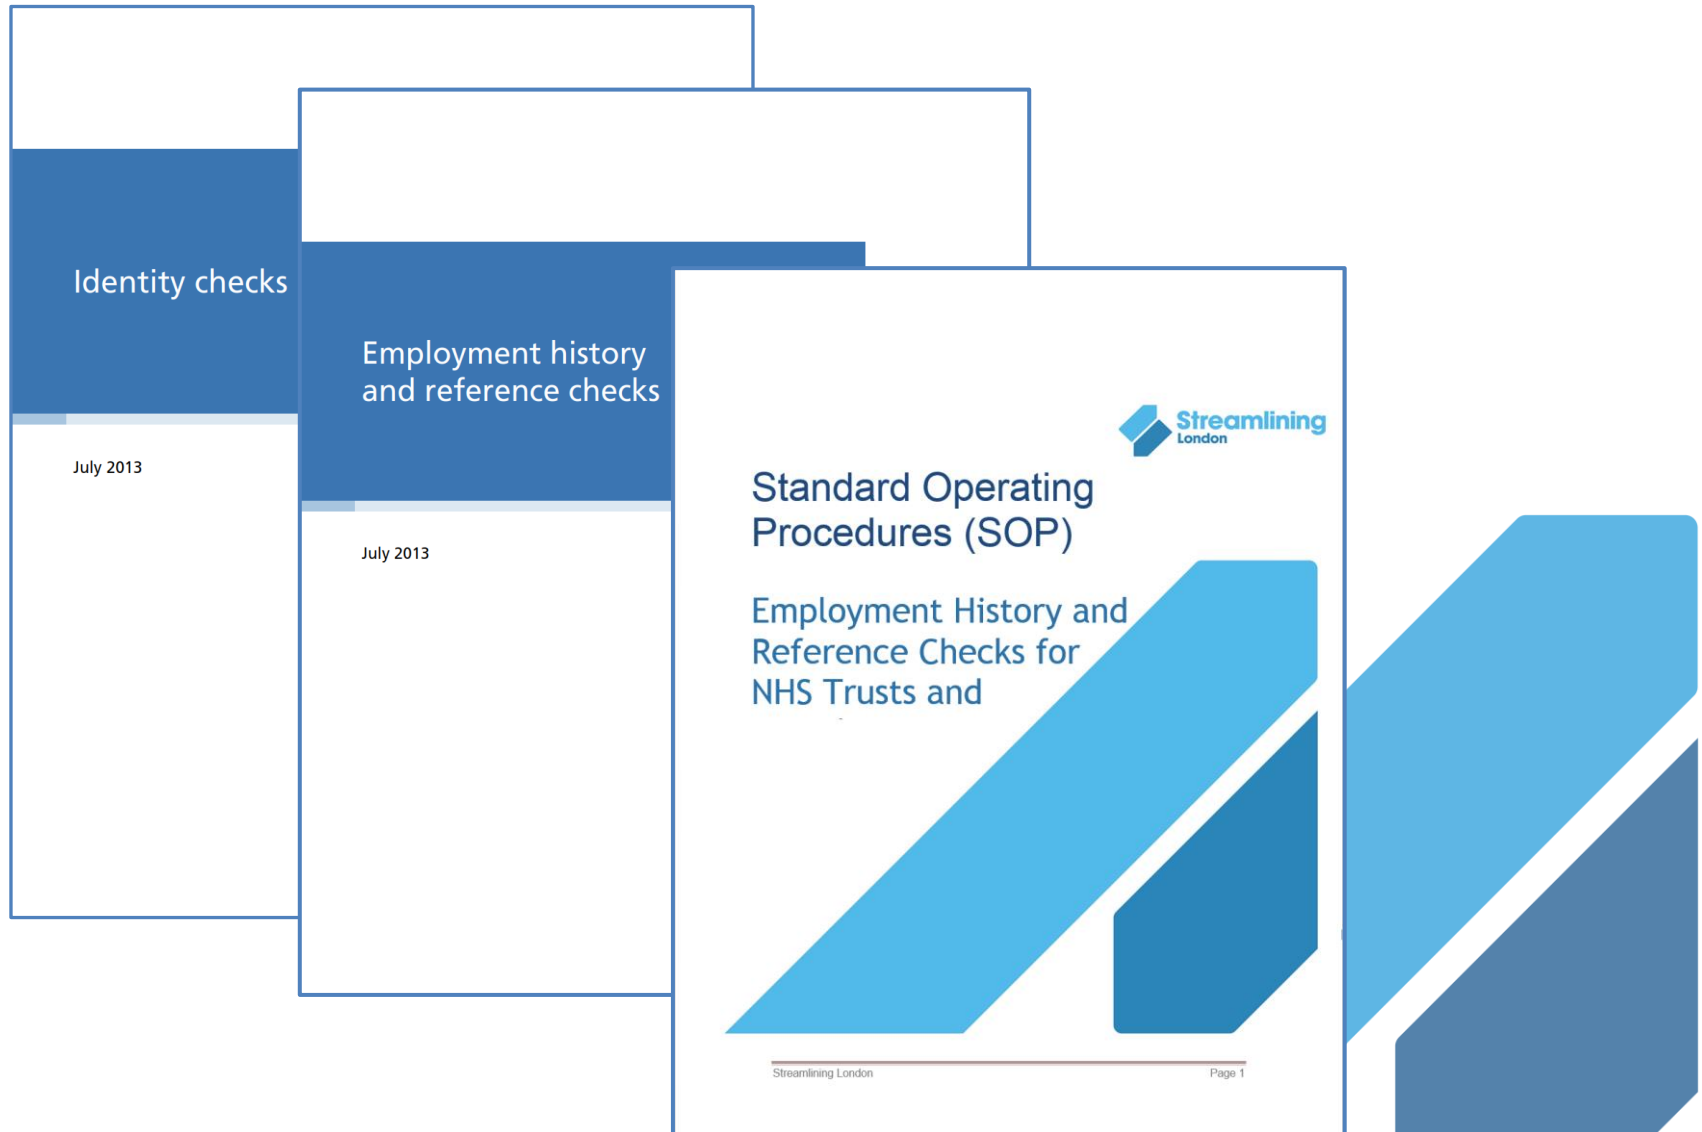 Identity checks
July 2013
Employment history
and reference checks
July 2013
Streamlining
London
Standard Operating
Procedures (SOP)
Employment History and
Reference Checks for
NHS Trusts and
Streamlining London
Page 1